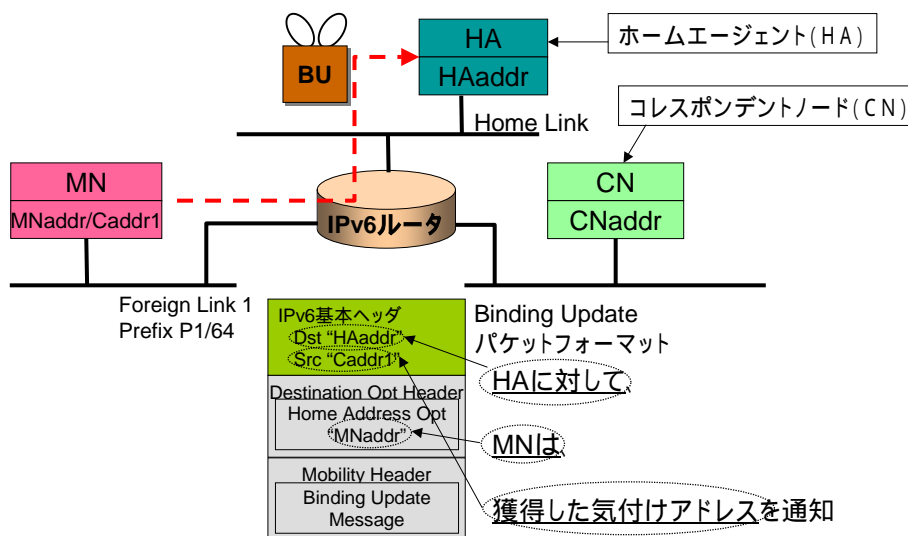 BU
HA
HAaddr
ホームエージェント(HA)
Home Link
コレスポンデントノード(CN)
MN
MNaddr/Caddr1
IPv6ルータ
CN
CNaddr
Foreign Link 1
Prefix P1/64
IPv6基本ヘッダ
Dst “HAaddr”
Src “Caddr1”
Destination Opt Header
Home Address Opt
“MNaddr”
Mobility Header
Binding Update
Message
Binding Update
パケットフォーマット
HAに対して、
MNは、
獲得した気付けアドレスを通知